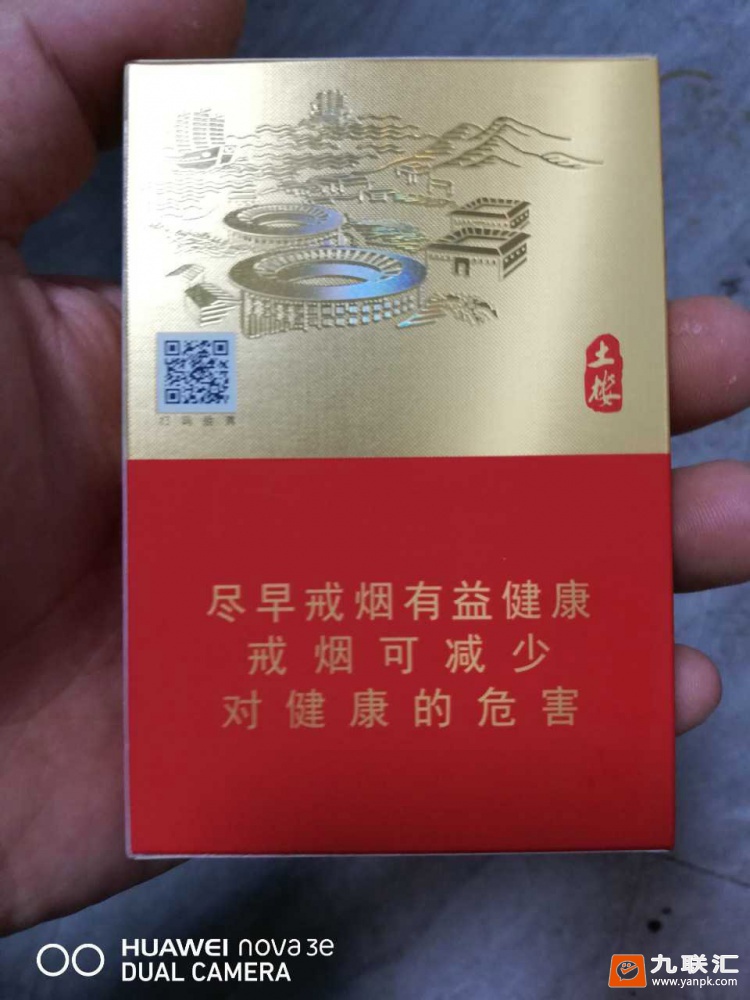 土楼
尽早戒烟有益健康
戒烟可减少
对健康的危害
HUAWEI nova 3e
DUAL CAMERA
九联汇
www.yanpk.com